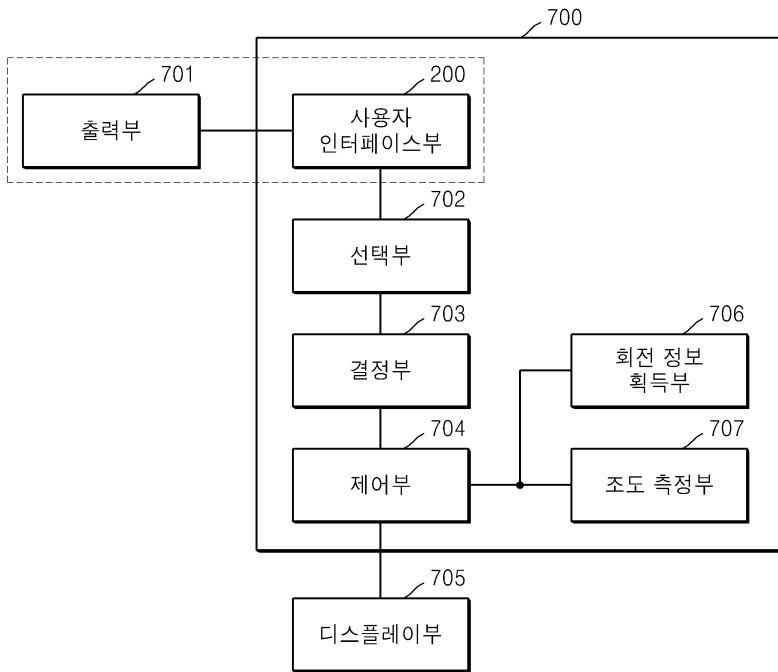 700
701
출력부
200
사용자
인터페이스부
702
선택부
703
결정부
706
회전 정보
획득부
704
제어부
707
조도 측정부
705
디스플레이부